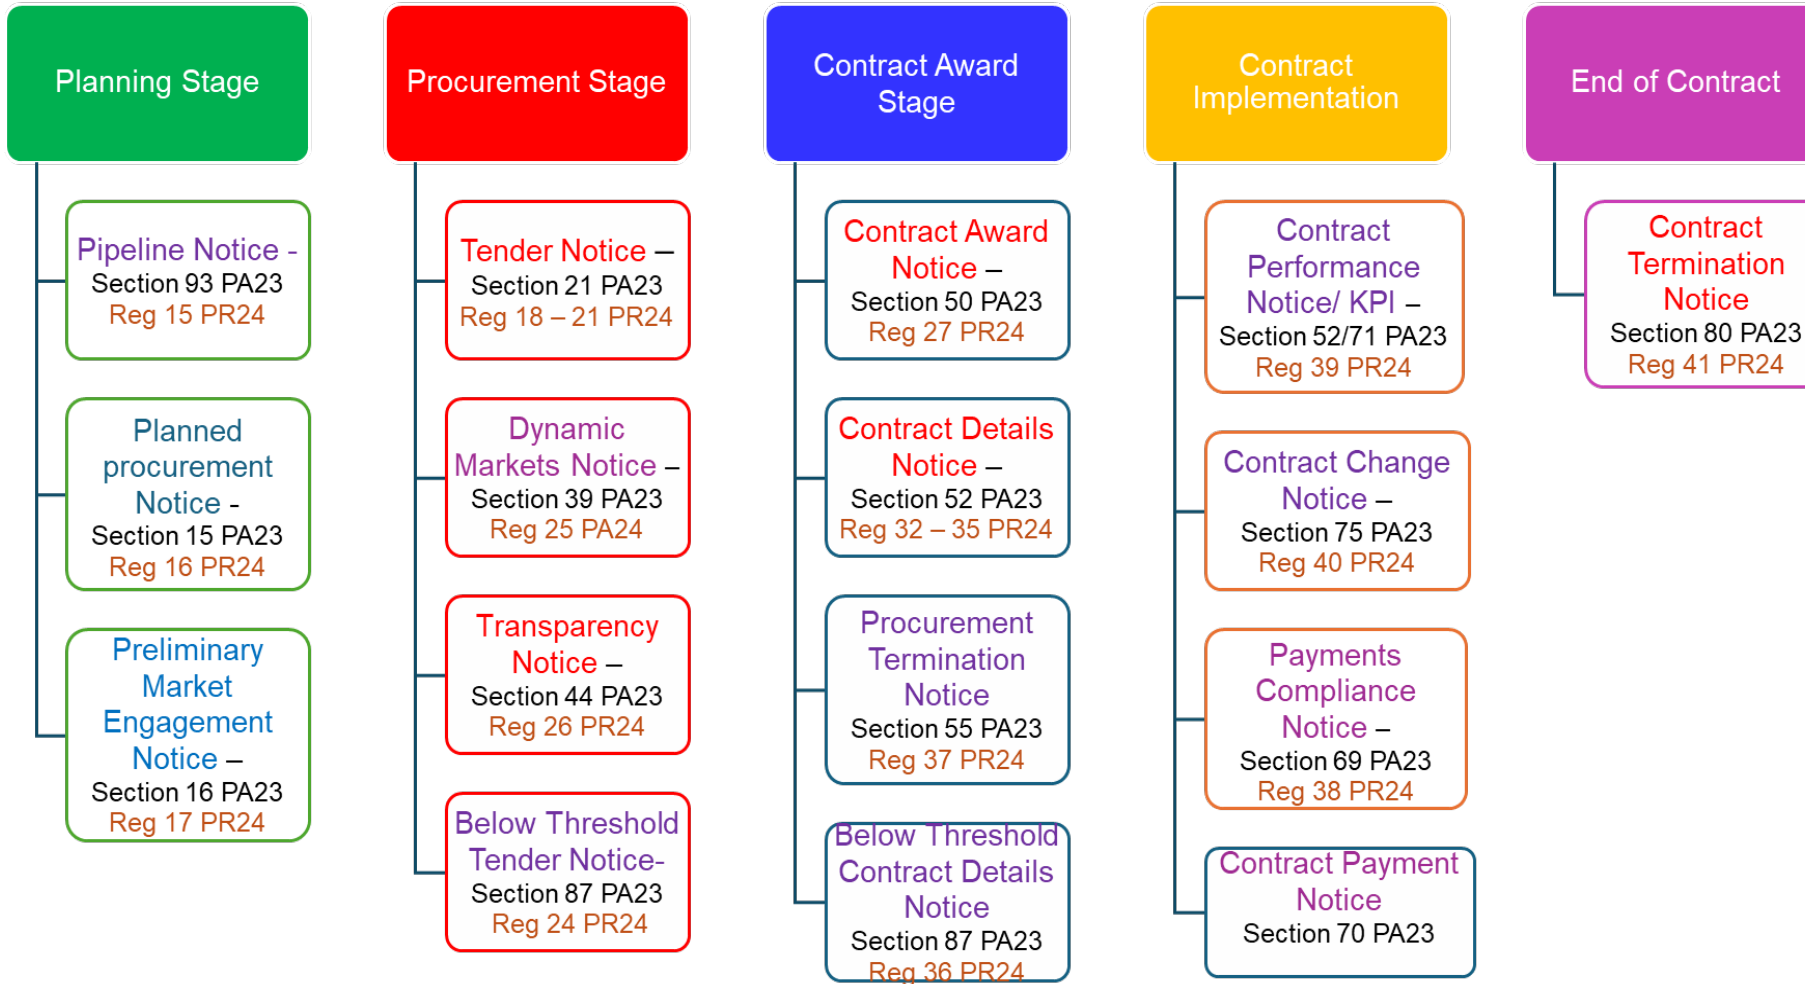 Planning Stage
Pipeline Notice -
Section 93 PA23
Reg 15 PR24
Planned
procurement
Notice -
Section 15 PA23
Reg 16 PR24
Preliminary
Market
Engagement
Notice –
Section 16 PA23
Reg 17 PR24
Procurement Stage
Tender Notice –
Section 21 PA23
Reg 18 – 21 PR24
Dynamic
Markets Notice –
Section 39 PA23
Reg 25 PA24
Transparency
Notice –
Section 44 PA23
Reg 26 PR24
Below Threshold
Tender Notice-
Section 87 PA23
Reg 24 PR24
Contract Award
Stage
Contract Award
Notice –
Section 50 PA23
Reg 27 PR24
Contract Details
Notice –
Section 52 PA23
Reg 32 – 35 PR24
Procurement
Termination
Notice
Section 55 PA23
Reg 37 PR24
Below Threshold
Contract Details
Notice
Section 87 PA23
Reg 36 PR24
Contract
Implementation
Contract
Performance
Notice/ KPI –
Section 52/71 PA23
Reg 39 PR24
Contract Change
Notice –
Section 75 PA23
Reg 40 PR24
Payments
Compliance
Notice –
Section 69 PA23
Reg 38 PR24
Contract Payment
Notice
Section 70 PA23
End of Contract
Contract
Termination
Notice
Section 80 PA23
Reg 41 PR24